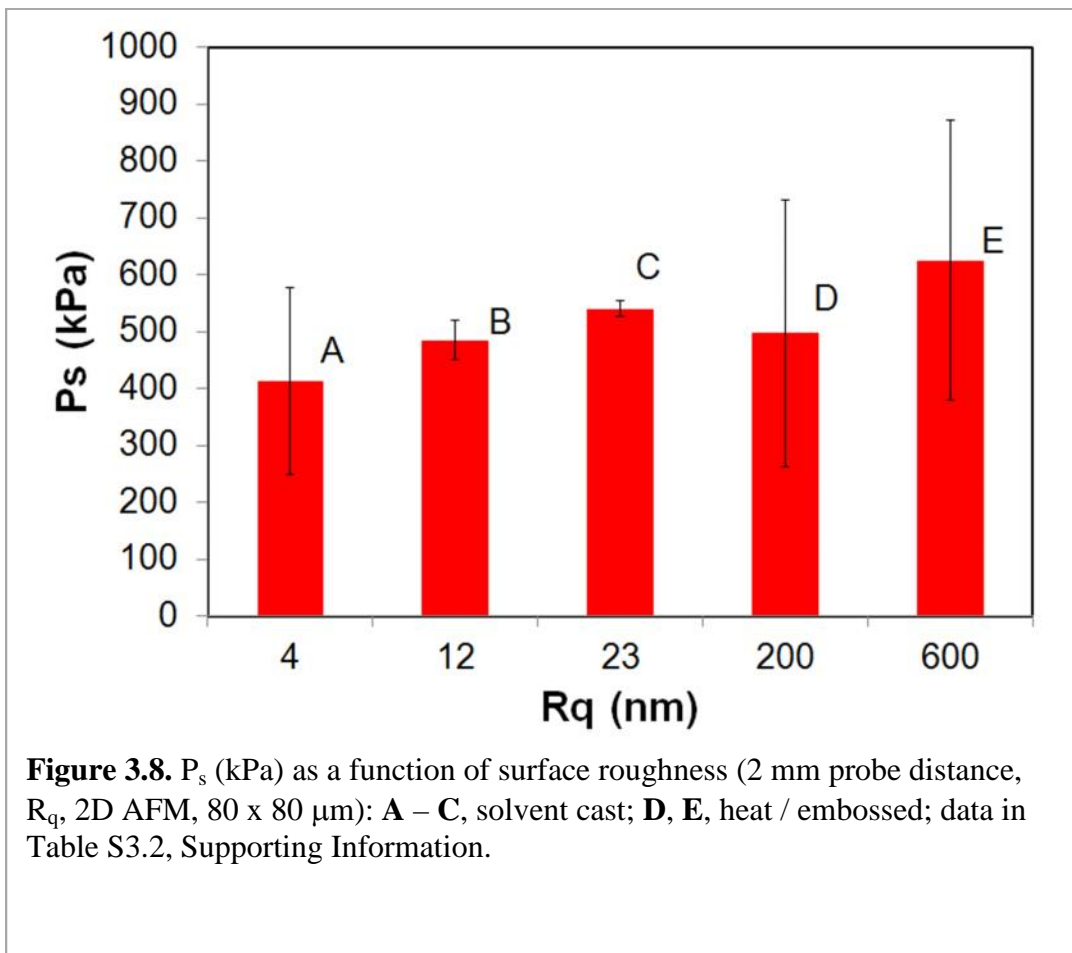 1000
900
800
700
600
500
400
300
200
100
0
Ps (kPa)
A
B
C
D
E
4 12 23 200 600
Rq (nm)
Figure 3.8. Ps (kPa) as a function of surface roughness (2 mm probe distance,
Rq, 2D AFM, 80 x 80 μm): A – C, solvent cast; D, E, heat / embossed; data in
Table S3.2, Supporting Information.